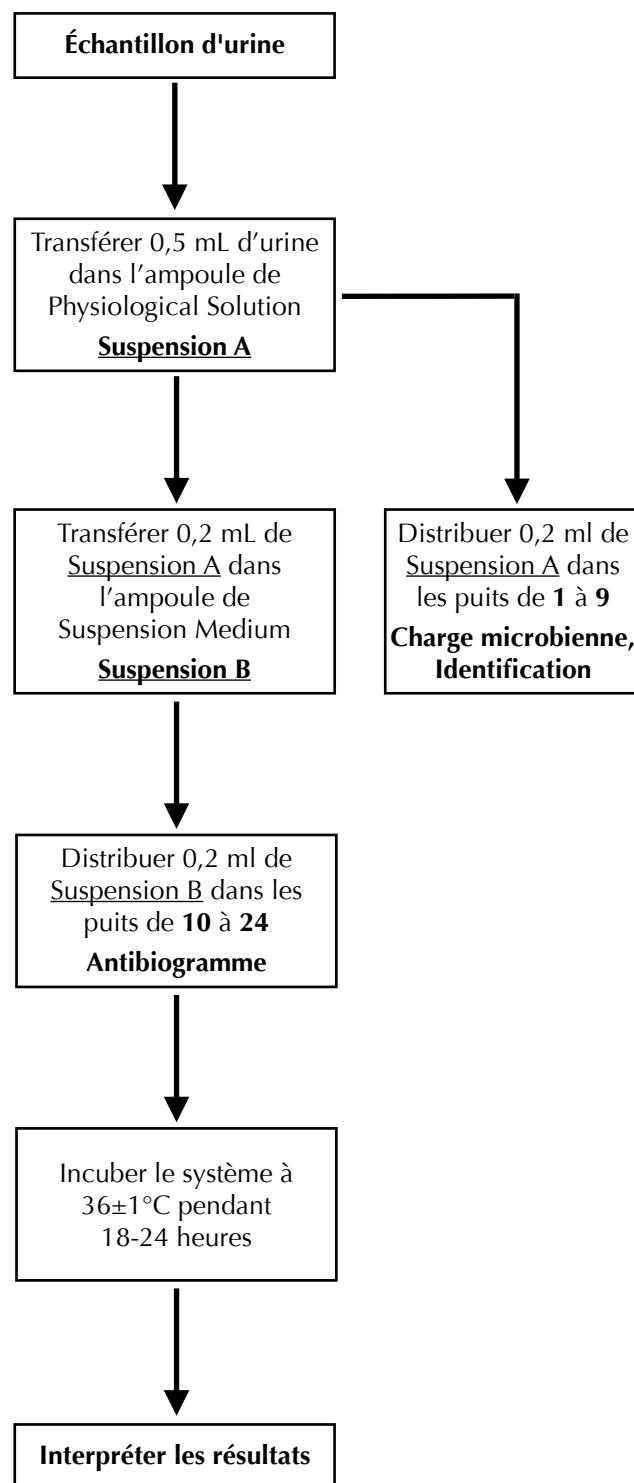 Échantillon d'urine
Transférer 0,5 mL d’urine
dans l’ampoule de
Physiological Solution
Suspension A
Transférer 0,2 mL de
Suspension A dans
l’ampoule de
Suspension Medium
Suspension B
Distribuer 0,2 ml de
Suspension A dans
les puits de 1 à 9
Charge microbienne,
Identification
Distribuer 0,2 ml de
Suspension B dans les
puits de 10 à 24
Antibiogramme
Incuber le système à
36±1°C pendant
18-24 heures
Interpréter les résultats